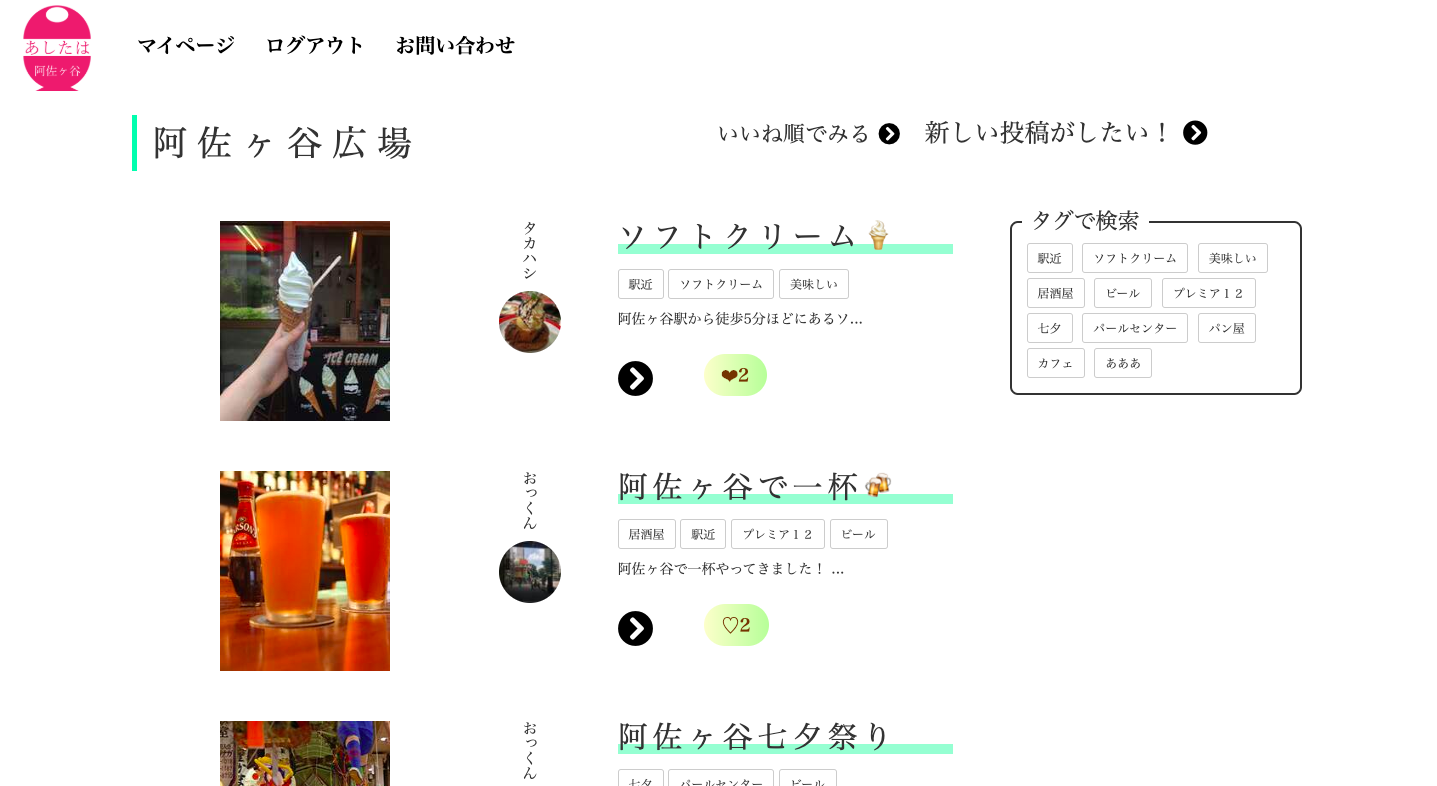 あしたは
阿佐ヶ谷
マイページ ログアウト お問い合わせ
阿佐ヶ谷広場
いいね順でみる 新しい投稿がしたい！
ICE CREAM
タカハシ
ソフトクリーム🍦
駅近 ソフトクリーム 美味しい
阿佐ヶ谷駅から徒歩5分ほどにあるソ...
❤2
タグで検索
駅近 ソフトクリーム 美味しい
居酒屋 ビール プレミア１２
七夕 パールセンター パン屋
カフェ あああ
おっくん
阿佐ヶ谷で一杯🍻
居酒屋 駅近 プレミア１２ ビール
阿佐ヶ谷で一杯やってきました！ ...
♡2
おっくん
阿佐ヶ谷七夕祭り
七夕 パールセンター ビール